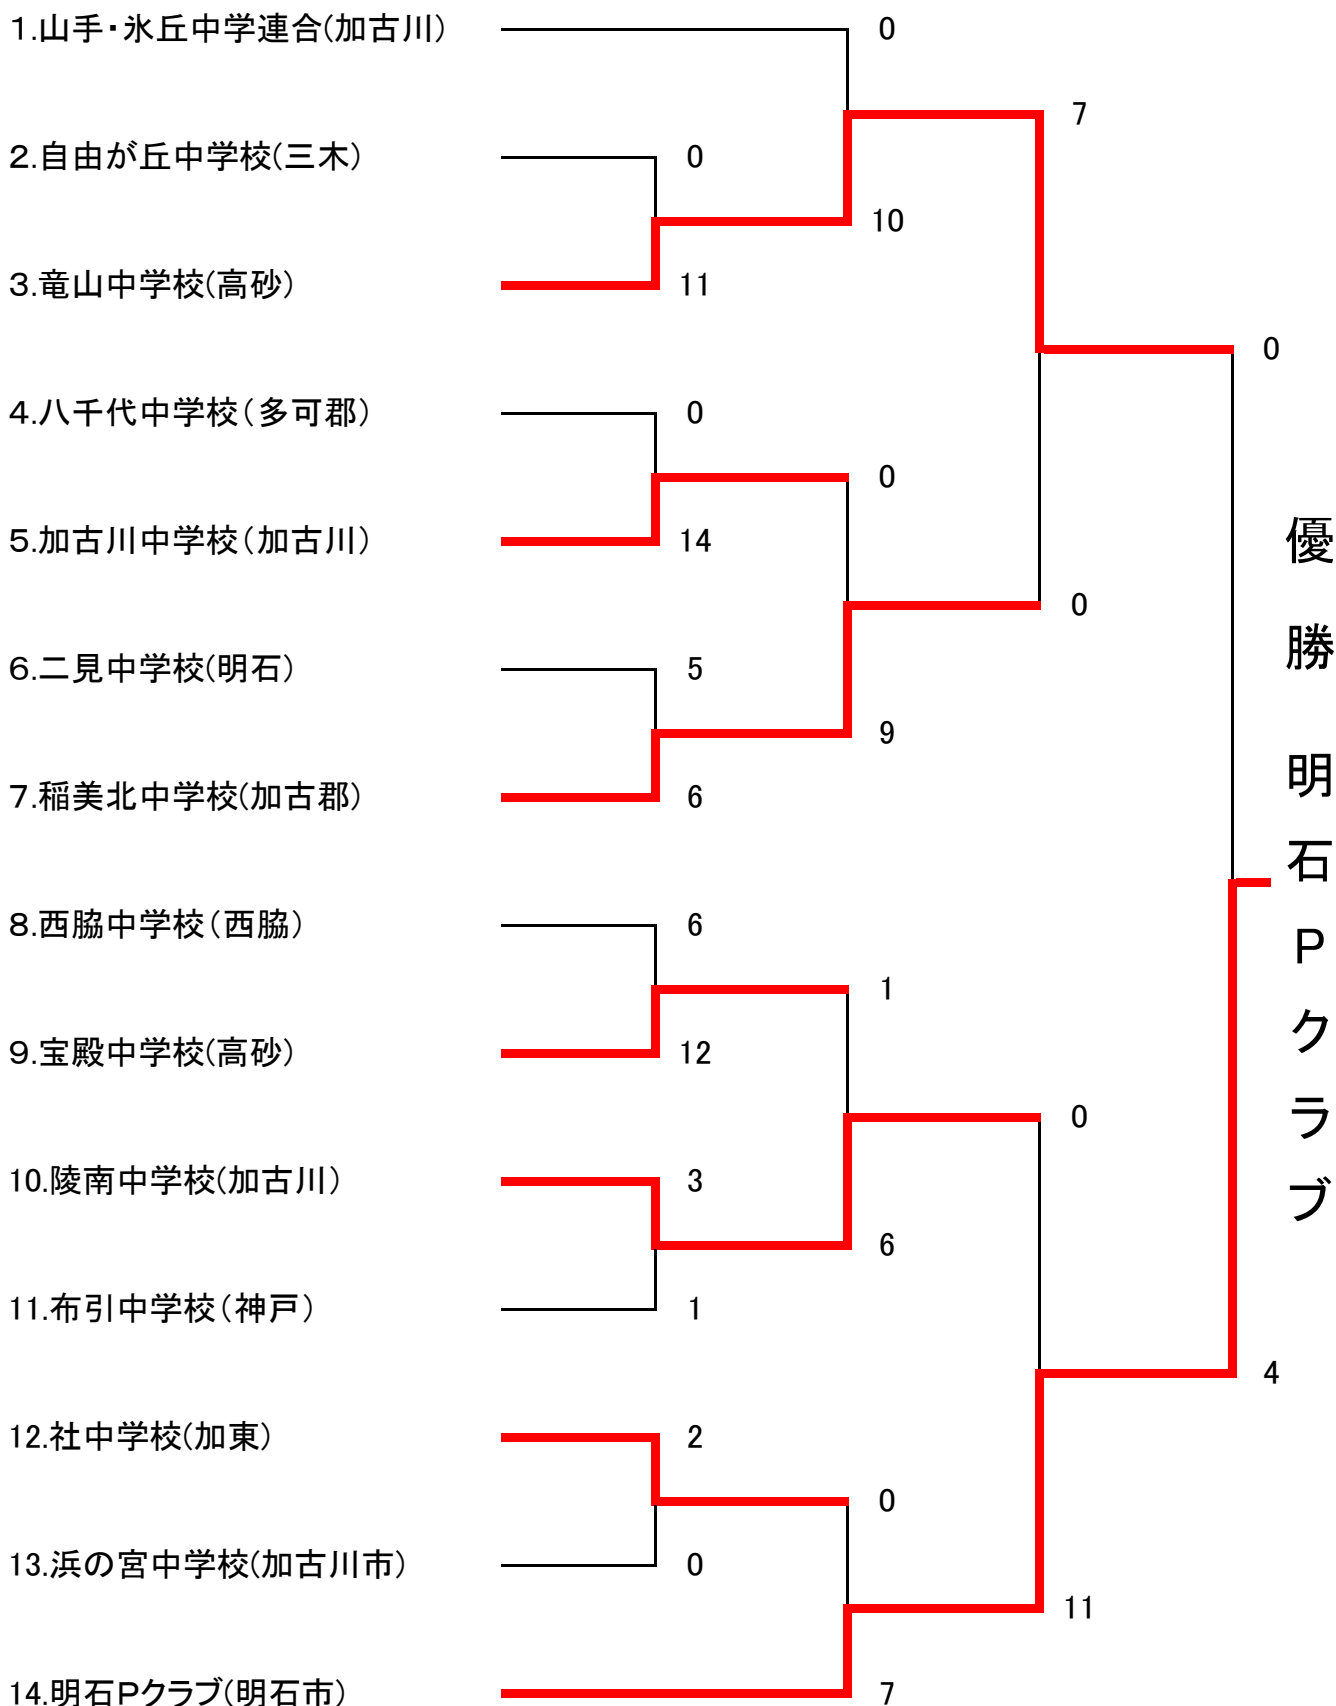 1.山手・氷丘中学連合(加古川)
0
7
2.自由が丘中学校(三木)
0
10
3.竜山中学校(高砂)
11
0
4.八千代中学校(多可郡)
0
0
5.加古川中学校(加古川)
14
0
6.二見中学校(明石)
5
9
7.稲美北中学校(加古郡)
6
8.西脇中学校(西脇)
6
1
9.宝殿中学校(高砂)
12
0
10.陵南中学校(加古川)
3
6
11.布引中学校(神戸)
1
4
12.社中学校(加東)
2
0
13.浜の宮中学校(加古川市)
0
11
14.明石Pクラブ(明石市)
7
優勝 明石Pクラブ